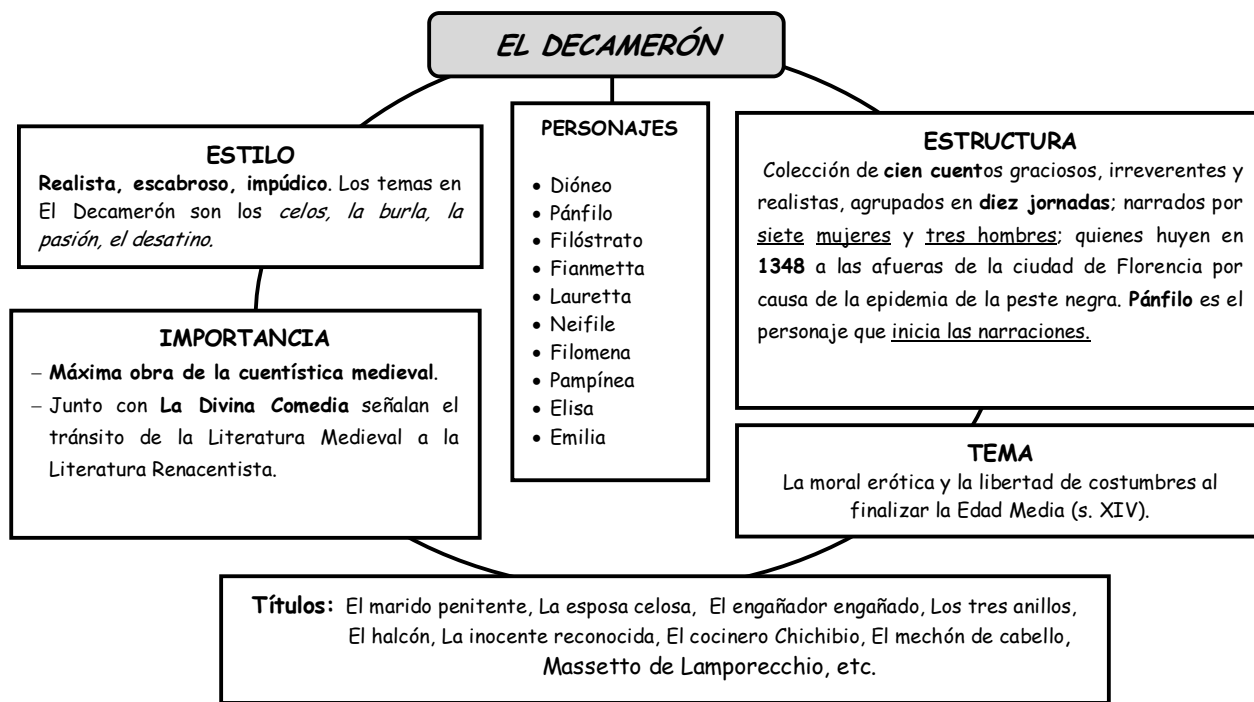 EL DECAMERÓN
ESTILO
Realista, escabroso, impúdico. Los temas en
El Decamerón son los celos, la burla, la
pasión, el desatino.
IMPORTANCIA
– Máxima obra de la cuentística medieval.
– Junto con La Divina Comedia señalan el
tránsito de la Literatura Medieval a la
Literatura Renacentista.
PERSONAJES
• Dióneo
• Pánfilo
• Filóstrato
• Fianmetta
• Lauretta
• Neifile
• Filomena
• Pampínea
• Elisa
• Emilia
ESTRUCTURA
Colección de cien cuentos graciosos, irreverentes y
realistas, agrupados en diez jornadas; narrados por
siete mujeres y tres hombres; quienes huyen en
1348 a las afueras de la ciudad de Florencia por
causa de la epidemia de la peste negra. Pánfilo es el
personaje que inicia las narraciones.
TEMA
La moral erótica y la libertad de costumbres al
finalizar la Edad Media (s. XIV).
Títulos: El marido penitente, La esposa celosa, El engañador engañado, Los tres anillos,
El halcón, La inocente reconocida, El cocinero Chichibio, El mechón de cabello,
Massetto de Lamporecchio, etc.